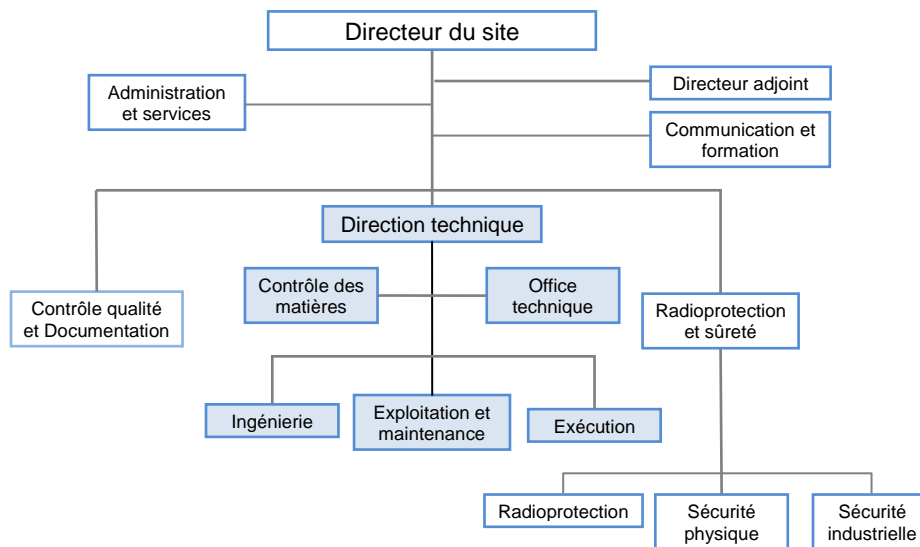 Directeur du site
Administration
et services
Directeur adjoint
Communication et
formation
Direction technique
Contrôle des
matières
Office
technique
Contrôle qualité
et Documentation
Radioprotection
et sûreté
Ingénierie
Exploitation et
maintenance
Exécution
Radioprotection
Sécurité
physique
Sécurité
industrielle